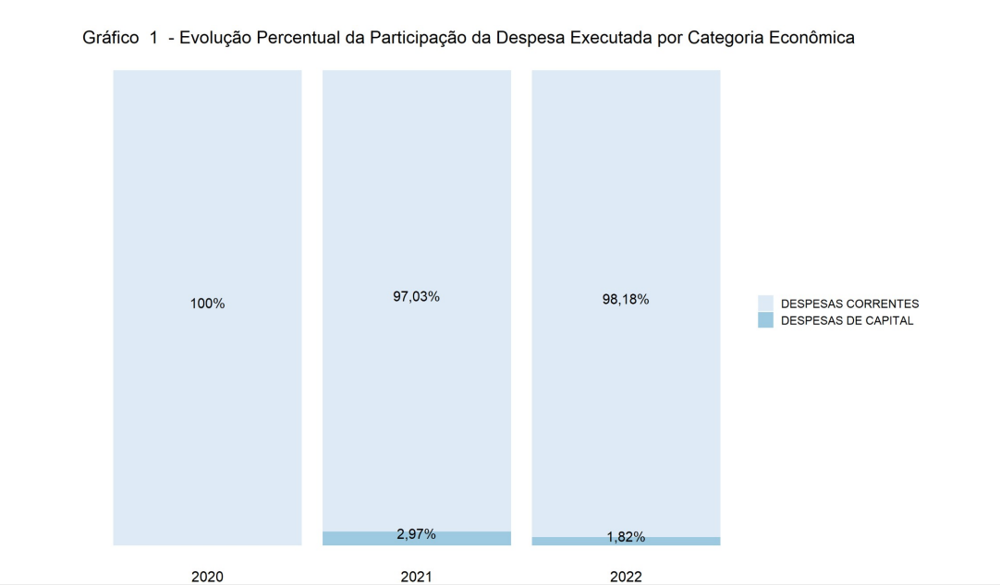 Gráfico 1 - Evolução Percentual da Participação da Despesa Executada por Categoria Econômica
100%
97,03%
98,18%
DESPESAS CORRENTES
DESPESAS DE CAPITAL
2,97%
1,82%
2020
2021
2022